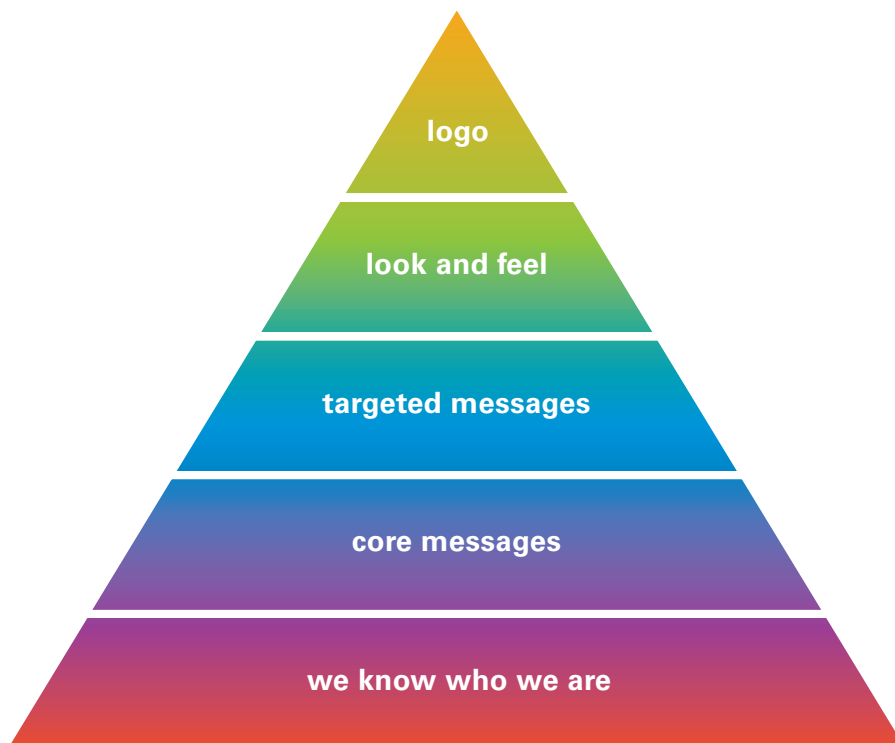 logo
look and feel
targeted messages
core messages
we know who we are